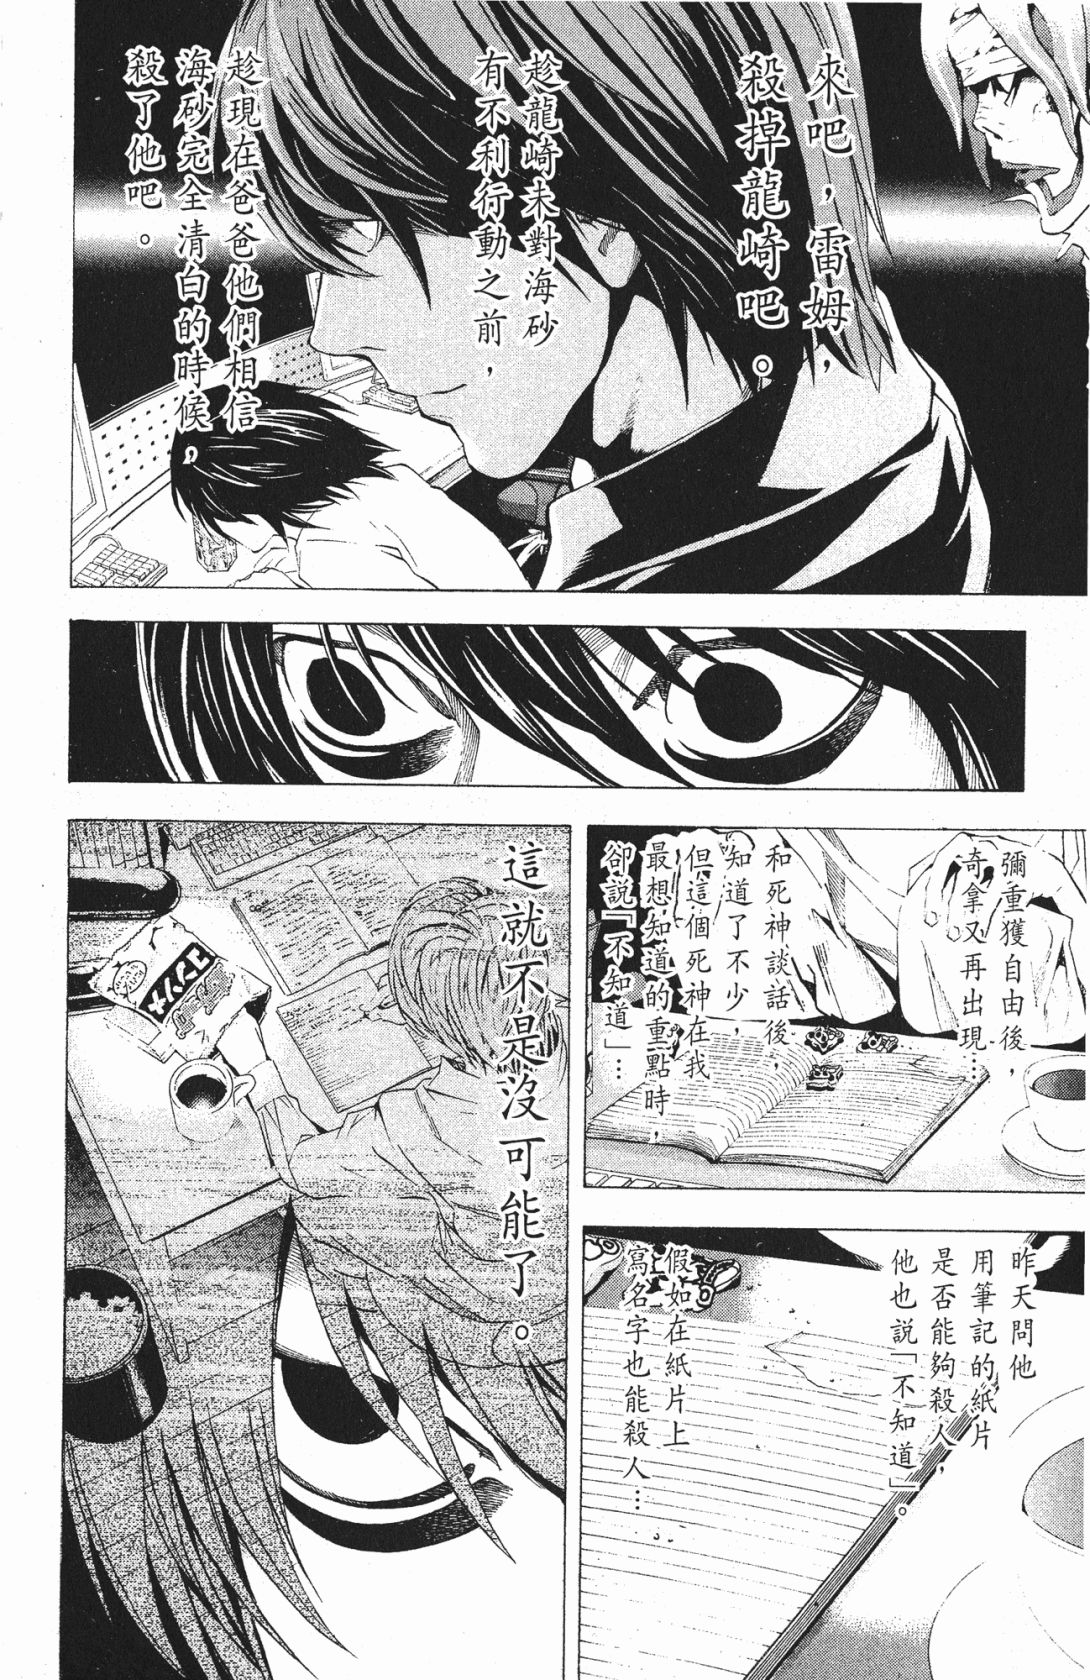 來吧，雷姆，
殺掉龍崎吧。
趁龍崎未對海砂
有不利行動之前，
趁現在爸爸他們相信
海砂完全清白的時候，
殺了他吧。
彌重獲自由後，
奇拿又再出現…
和死神談話後，
知道了不少，
但這個死神在我
最想知道的重點時，
卻說「不知道」…
昨天問他
用筆記的紙片
是否能夠殺人，
他也說「不知道」。
假如在紙片上
寫名字也能殺人…
這就不是沒可能了。
コンソメ